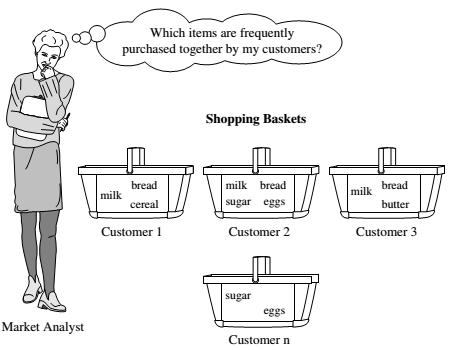 Which items are frequently
purchased together by my customers?
Shopping Baskets
milk
bread
cereal
milk bread
sugar eggs
milk
bread
butter
Customer 1
Customer 2
Customer 3
sugar
eggs
Market Analyst
Customer n